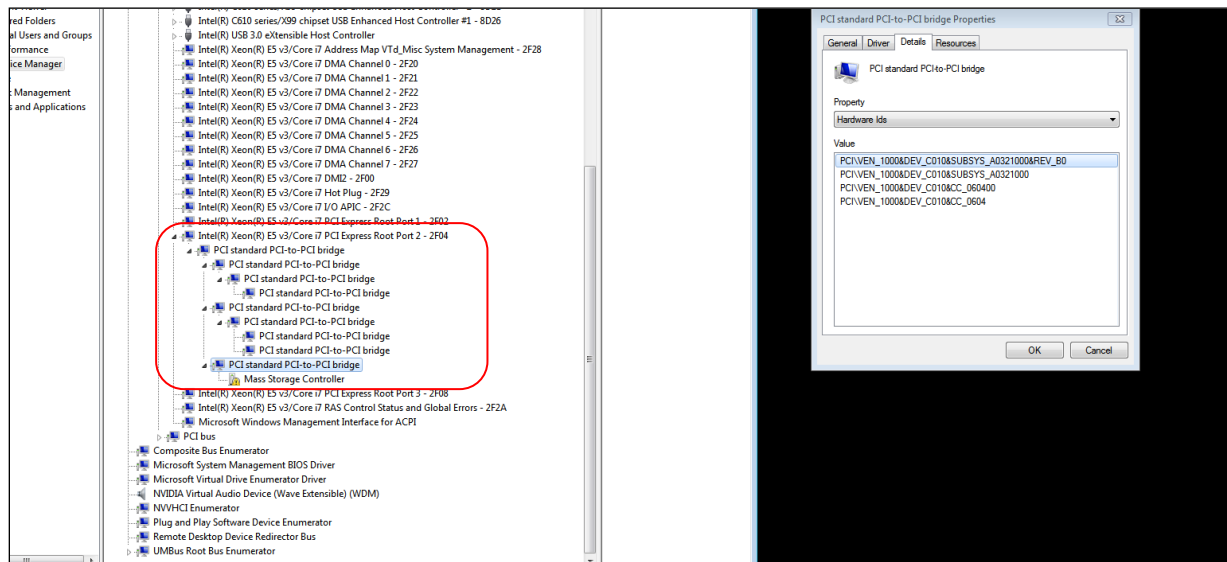 red Folders
al Users and Groups
formance
ice Manager
t Management
s and Applications
Intel(R) C610 series/X99 chipset USB Enhanced Host Controller #1 - 8D26
Intel(R) USB 3.0 eXtensible Host Controller
Intel(R) Xeon(R) E5 v3/Core i7 Address Map VTd_Misc System Management - 2F28
Intel(R) Xeon(R) E5 v3/Core i7 DMA Channel 0 - 2F20
Intel(R) Xeon(R) E5 v3/Core i7 DMA Channel 1 - 2F21
Intel(R) Xeon(R) E5 v3/Core i7 DMA Channel 2 - 2F22
Intel(R) Xeon(R) E5 v3/Core i7 DMA Channel 3 - 2F23
Intel(R) Xeon(R) E5 v3/Core i7 DMA Channel 4 - 2F24
Intel(R) Xeon(R) E5 v3/Core i7 DMA Channel 5 - 2F25
Intel(R) Xeon(R) E5 v3/Core i7 DMA Channel 6 - 2F26
Intel(R) Xeon(R) E5 v3/Core i7 DMA Channel 7 - 2F27
Intel(R) Xeon(R) E5 v3/Core i7 DMI2 - 2F00
Intel(R) Xeon(R) E5 v3/Core i7 Hot Plug - 2F29
Intel(R) Xeon(R) E5 v3/Core i7 I/O APIC - 2F2C
Intel(R) Xeon(R) E5 v3/Core i7 PCI Express Root Port 1 - 2F02
Intel(R) Xeon(R) E5 v3/Core i7 PCI Express Root Port 2 - 2F04
PCI standard PCI-to-PCI bridge
PCI standard PCI-to-PCI bridge
PCI standard PCI-to-PCI bridge
PCI standard PCI-to-PCI bridge
PCI standard PCI-to-PCI bridge
PCI standard PCI-to-PCI bridge
PCI standard PCI-to-PCI bridge
PCI standard PCI-to-PCI bridge
PCI standard PCI-to-PCI bridge
Mass Storage Controller
Intel(R) Xeon(R) E5 v3/Core i7 PCI Express Root Port 3 - 2F08
Intel(R) Xeon(R) E5 v3/Core i7 RAS Control Status and Global Errors - 2F2A
Microsoft Windows Management Interface for ACPI
PCI bus
Composite Bus Enumerator
Microsoft System Management BIOS Driver
Microsoft Virtual Drive Enumerator Driver
NVIDIA Virtual Audio Device (Wave Extensible) (WDM)
NVVHCI Enumerator
Plug and Play Software Device Enumerator
Remote Desktop Device Redirector Bus
UMBus Root Bus Enumerator
PCI standard PCI-to-PCI bridge Properties
General Driver Details Resources
PCI standard PCI-to-PCI bridge
Property
Hardware Ids
Value
PCI\VEN_1000&DEV_C010&SUBSYS_A0321000&REV_B0
PCI\VEN_1000&DEV_C010&SUBSYS_A0321000
PCI\VEN_1000&DEV_C010&CC_060400
PCI\VEN_1000&DEV_C010&CC_0604
OK Cancel